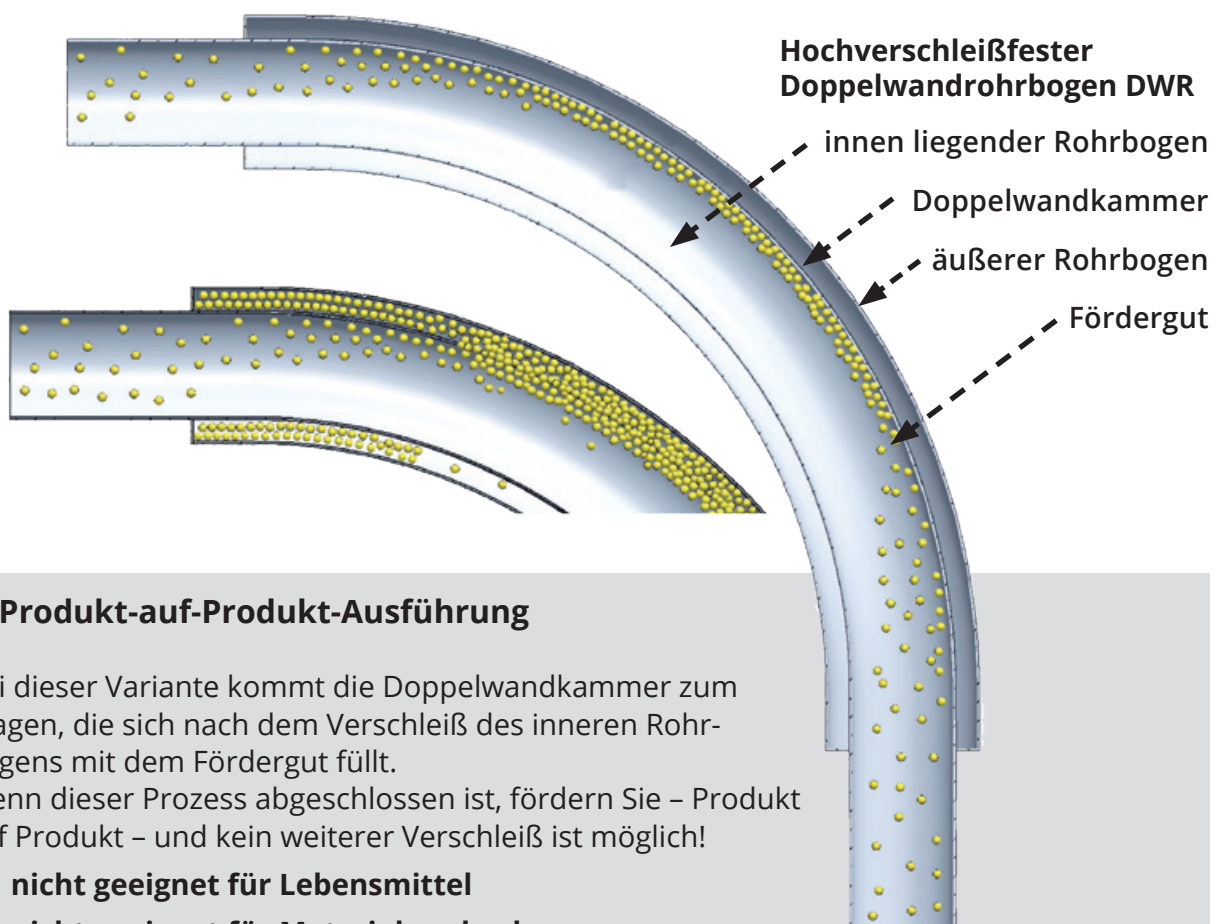 Hochverschleißfester
Doppelwandrohrbogen DWR
innen liegender Rohrbogen
Doppelwandkammer
äußerer Rohrbogen
Fördergut
Produkt-auf-Produkt-Ausführung
i dieser Variante kommt die Doppelwandkammer zum
agen, die sich nach dem Verschleiß des inneren Rohr-
gens mit dem Fördergut füllt.
enn dieser Prozess abgeschlossen ist, fördern Sie – Produkt
f Produkt – und kein weiterer Verschleiß ist möglich!
nicht geeignet für Lebensmittel